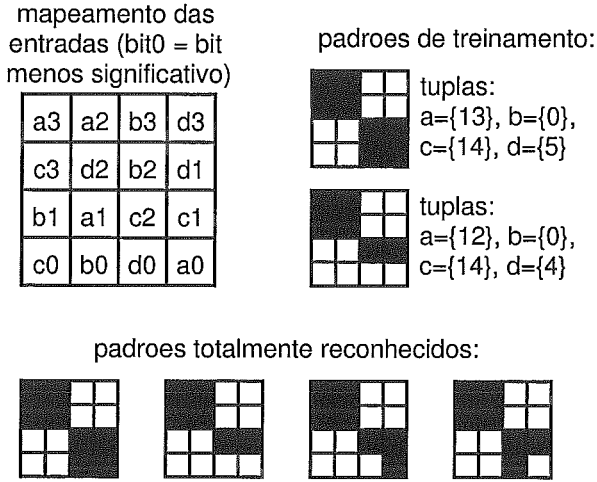 mapeamento das
entradas (bit0 = bit
menos significativo)
a3 a2 b3 d3
c3 d2 b2 d1
b1 a1 c2 c1
c0 b0 d0 a0
padroes de treinamento:
tuplas:
a={13}, b={0},
c={14}, d={5}
tuplas:
a={12}, b={0},
c={14}, d={4}
padroes totalmente reconhecidos: